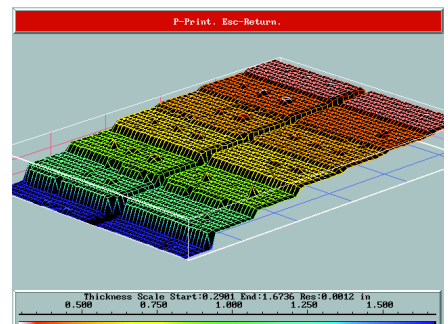 P-Print. Esc-Return.
Thickness Scale Start:0.2901 End:1.6736 Res:0.0012 in
0.500 0.750 1.000 1.250 1.500